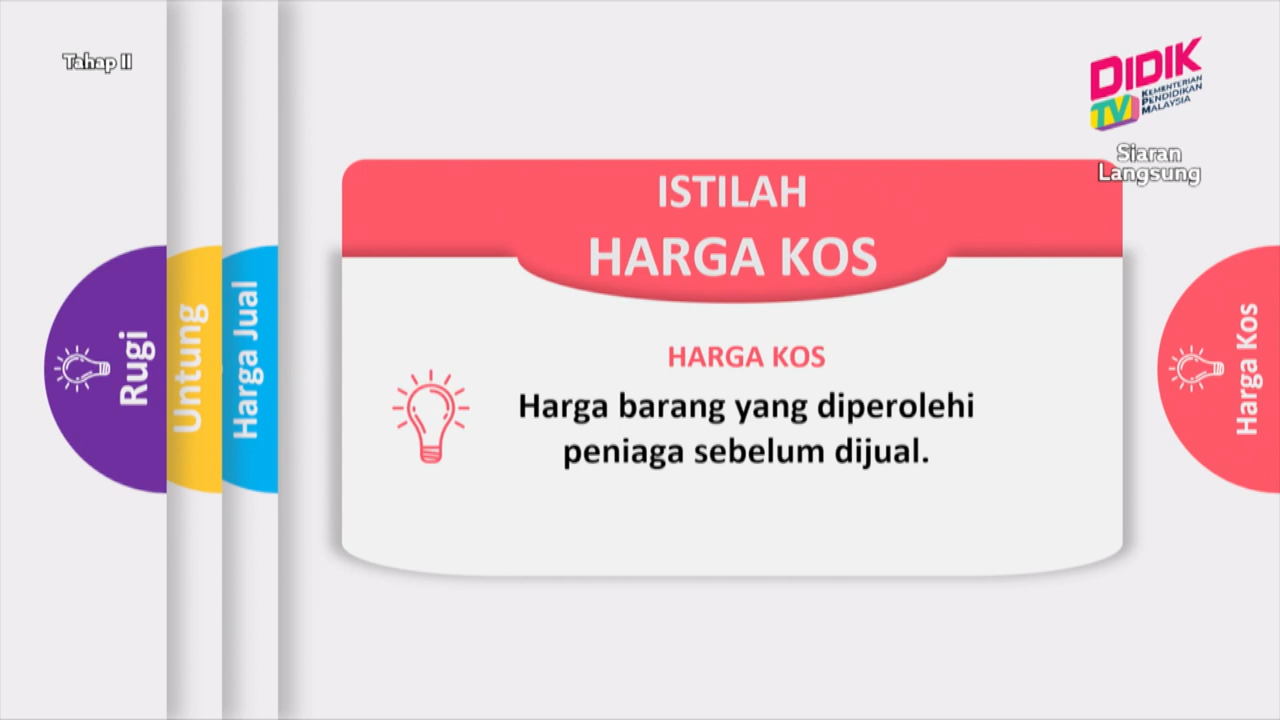 Tahap II
DIDIK
TV
KEMENTERIAN
PENDIDIKAN
MALAYSIA
Siaran
Langsung
ISTILAH
HARGA KOS
HARGA KOS
Harga barang yang diperolehi
peniaga sebelum dijual.
Rugi
Untung
Harga Jual
Harga Kos